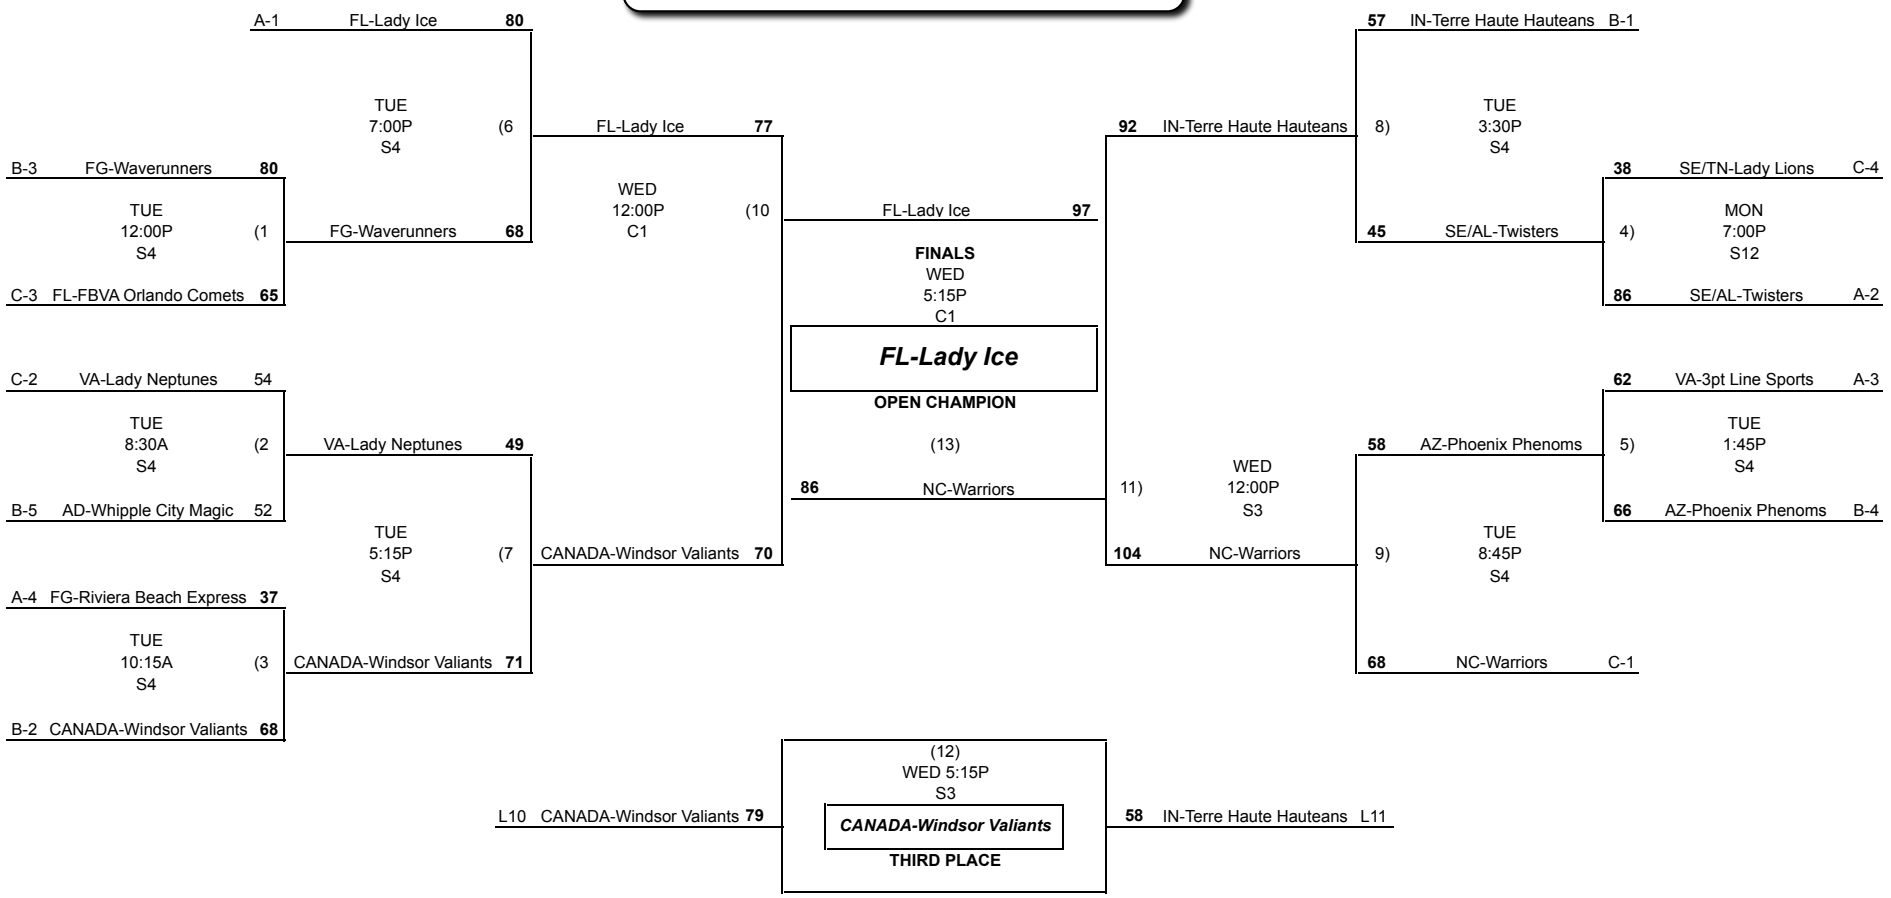 A-1 FL-Lady Ice 80
57 IN-Terre Haute Hauteans B-1
TUE
7:00P (6
S4
FL-Lady Ice 77
92 IN-Terre Haute Hauteans
8)
TUE
3:30P
S4
B-3 FG-Waverunners 80
TUE
12:00P (1
S4
C-3 FL-FBVA Orlando Comets 65
FG-Waverunners 68
WED
12:00P (10
C1
FL-Lady Ice 97
45 SE/AL-Twisters
38 SE/TN-Lady Lions C-4
4)
MON
7:00P
S12
86 SE/AL-Twisters A-2
FINALS
WED
5:15P
C1
FL-Lady Ice
OPEN CHAMPION
(13)
86 NC-Warriors
C-2 VA-Lady Neptunes 54
TUE
8:30A (2
S4
B-5 AD-Whipple City Magic 52
VA-Lady Neptunes 49
TUE
5:15P (7
S4
CANADA-Windsor Valiants 70
A-4 FG-Riviera Beach Express 37
TUE
10:15A (3
S4
B-2 CANADA-Windsor Valiants 68
CANADA-Windsor Valiants 71
62 VA-3pt Line Sports A-3
5)
TUE
1:45P
S4
66 AZ-Phoenix Phenoms B-4
58 AZ-Phoenix Phenoms
11)
WED
12:00P
S3
104 NC-Warriors
9)
TUE
8:45P
S4
68 NC-Warriors C-1
(12)
WED 5:15P
S3
L10 CANADA-Windsor Valiants 79
CANADA-Windsor Valiants
58 IN-Terre Haute Hauteans L11
THIRD PLACE